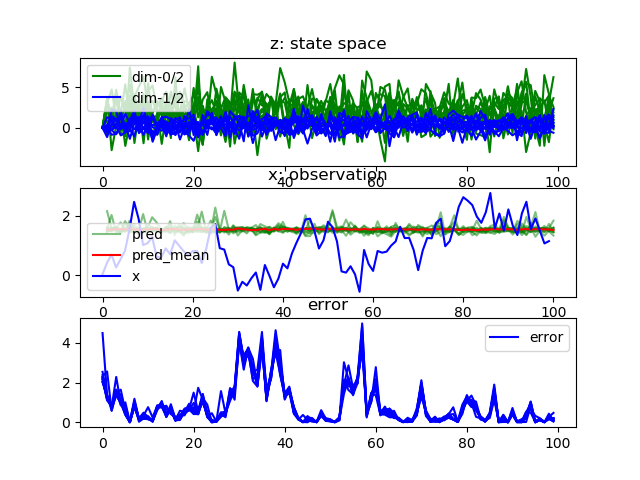 z: state space
5
0
dim-0/2
dim-1/2
0 20 40 60 80 100
x: observation
2
0
pred
pred_mean
x
0 20 40 60 80 100
error
4
2
0
error
0 20 40 60 80 100